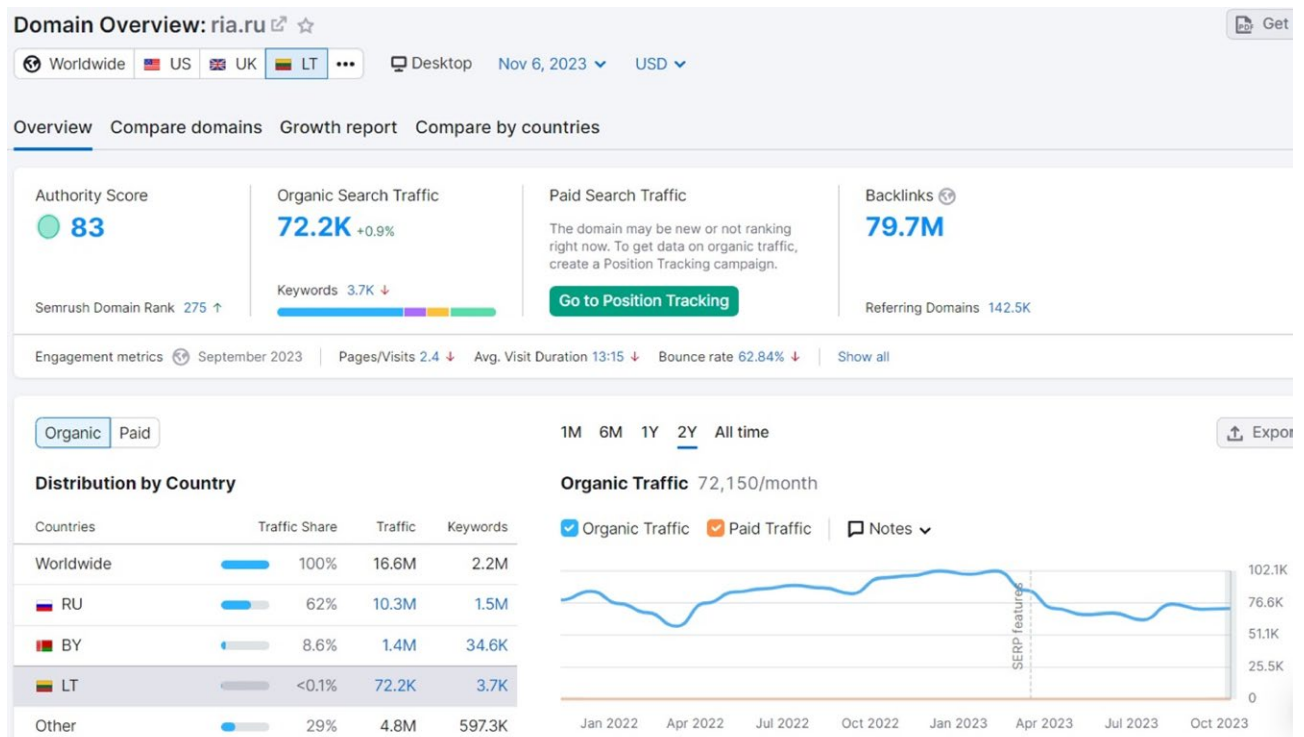 Domain Overview: ria.ru
Get
Worldwide US UK LT ••• Desktop Nov 6, 2023 USD
Overview Compare domains Growth report Compare by countries
Authority Score Organic Search Traffic Paid Search Traffic Backlinks
83 72.2K +0.9% 79.7M
The domain may be new or not ranking
right now. To get data on organic traffic,
create a Position Tracking campaign.
Keywords 3.7K ↓
Go to Position Tracking
Semrush Domain Rank 275 ↑ Referring Domains 142.5K
Engagement metrics September 2023 Pages/Visits 2.4 ↓ Avg. Visit Duration 13:15 ↓ Bounce rate 62.84% ↓ Show all
Organic Paid
1M 6M 1Y 2Y All time
Expor
Distribution by Country
Organic Traffic 72,150/month
Countries Traffic Share Traffic Keywords
Organic Traffic Paid Traffic Notes
Worldwide 100% 16.6M 2.2M
RU 62% 10.3M 1.5M
BY 8.6% 1.4M 34.6K
LT <0.1% 72.2K 3.7K
Other 29% 4.8M 597.3K
SERP features
102.1K
76.6K
51.1K
25.5K
0
Jan 2022 Apr 2022 Jul 2022 Oct 2022 Jan 2023 Apr 2023 Jul 2023 Oct 2023